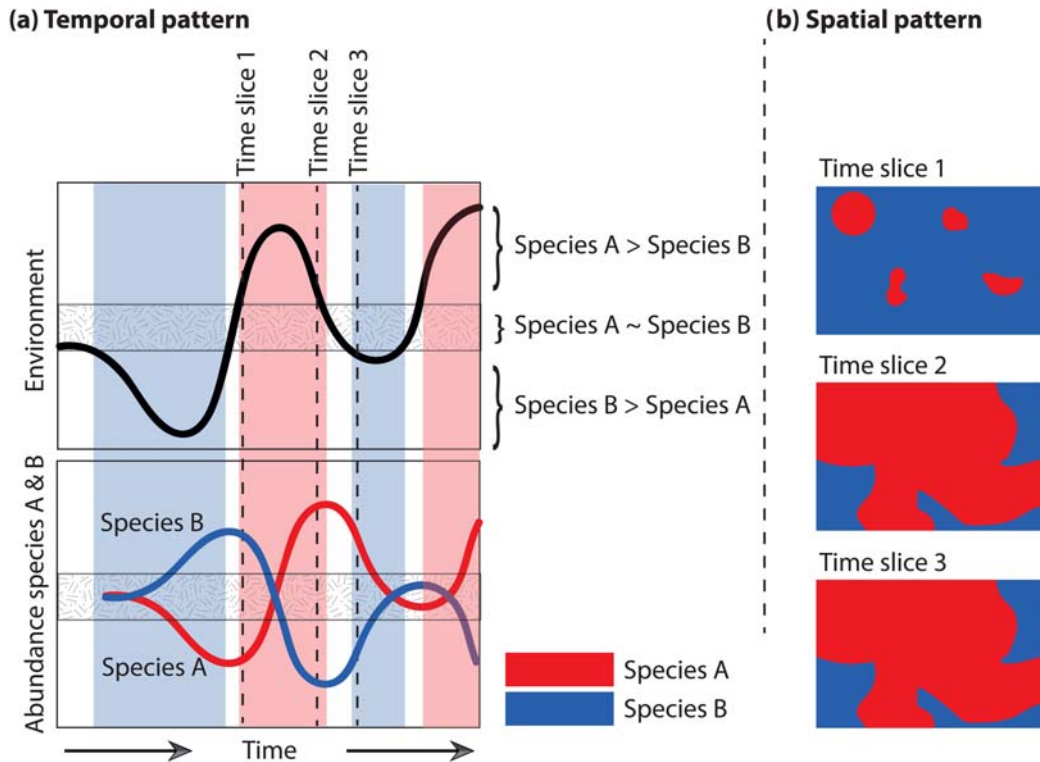 (a) Temporal pattern
(b) Spatial pattern
Time slice 1
Time slice 2
Time slice 3
Environment
Species A > Species B
Species A ~ Species B
Species B > Species A
Abundance species A & B
Species B
Species A
Time
Species A
Species B
Time slice 1
Time slice 2
Time slice 3